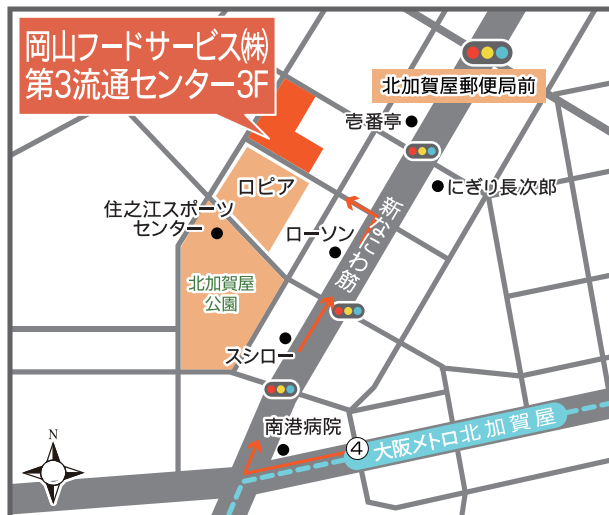 岡山フードサービス㈱
第3流通センター3F
北加賀屋郵便局前
壱番亭
にぎり長次郎
ロピア
住之江スポーツ
センター
ローソン
新なにわ筋
北加賀屋
公園
スシロー
南港病院
④
大阪メトロ北加賀屋
N